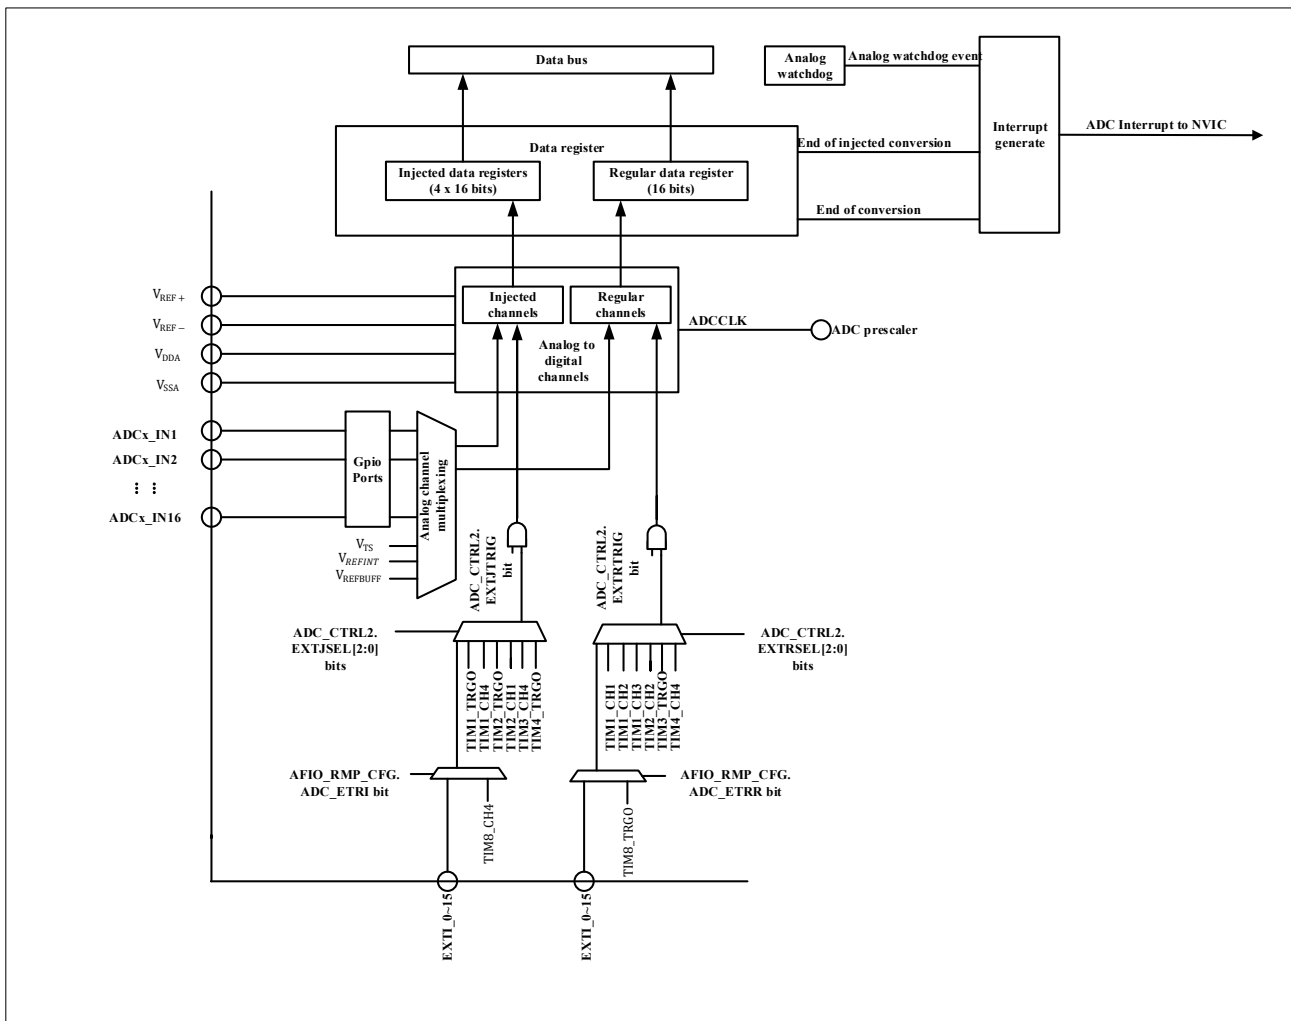 Data bus
Analog
watchdog
Analog watchdog event
Interrupt
generate
ADC Interrupt to NVIC
Data register
End of injected conversion
Injected data registers
(4 x 16 bits)
Regular data register
(16 bits)
End of conversion
VREF+
VREF−
VDDA
VSSA
Injected
channels
Regular
channels
Analog to
digital
channels
ADCCLK
ADC prescaler
ADCx_IN1
ADCx_IN2
⋮ ⋮
ADCx_IN16
Gpio
Ports
Analog channel
multiplexing
VTS
VREFINT
VREFBUFF
ADC_CTRL2.
EXTJTRIG
bit
ADC_CTRL2.
EXTRTRIG
bit
ADC_CTRL2.
EXTJSEL[2:0]
bits
ADC_CTRL2.
EXTRSEL[2:0]
bits
TIM1_TRGO
TIM1_CH4
TIM2_TRGO
TIM2_CH1
TIM3_CH4
TIM4_TRGO
TIM1_CH1
TIM1_CH2
TIM1_CH3
TIM2_CH2
TIM3_TRGO
TIM4_CH4
AFIO_RMP_CFG.
ADC_ETRI bit
AFIO_RMP_CFG.
ADC_ETRR bit
TIM8_CH4
TIM8_TRGO
EXTI_0~15
EXTI_0~15